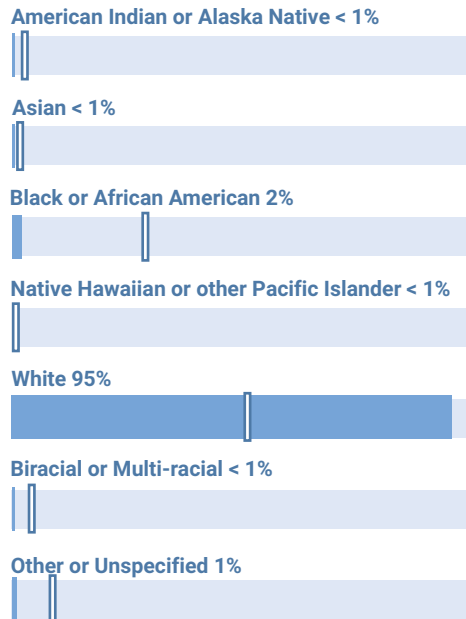 American Indian or Alaska Native < 1%
Asian < 1%
Black or African American 2%
Native Hawaiian or other Pacific Islander < 1%
White 95%
Biracial or Multi-racial < 1%
Other or Unspecified 1%